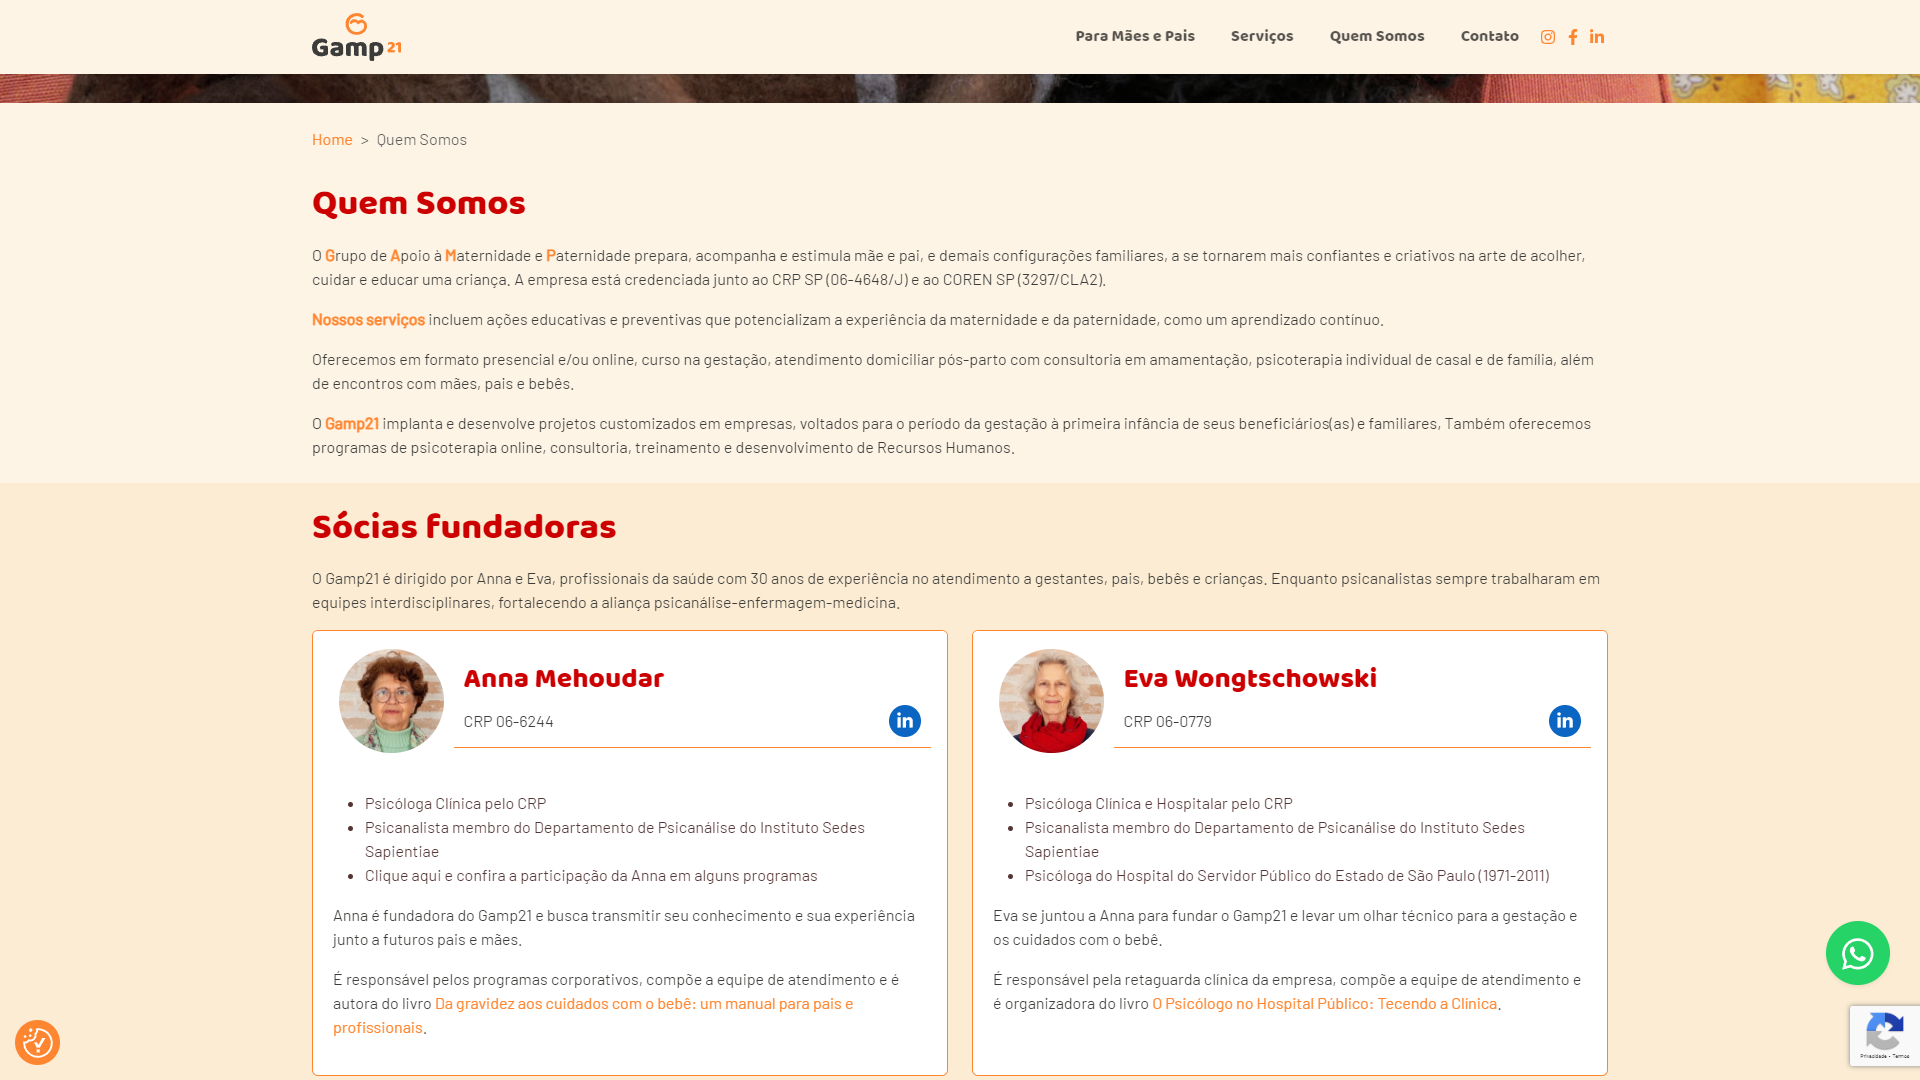 Gamp 21
Para Mães e Pais
Serviços
Quem Somos
Contato
Home > Quem Somos
Quem Somos
O Grupo de Apoio à Maternidade e Paternidade prepara, acompanha e estimula mãe e pai, e demais configurações familiares, a se tornarem mais confiantes e criativos na arte de acolher,
cuidar e educar uma criança. A empresa está credenciada junto ao CRP SP (06-4648/J) e ao COREN SP (3297/CLA2).
Nossos serviços incluem ações educativas e preventivas que potencializam a experiência da maternidade e da paternidade, como um aprendizado contínuo.
Oferecemos em formato presencial e/ou online, curso na gestação, atendimento domiciliar pós-parto com consultoria em amamentação, psicoterapia individual de casal e de família, além
de encontros com mães, pais e bebês.
O Gamp21 implanta e desenvolve projetos customizados em empresas, voltados para o período da gestação à primeira infância de seus beneficiários(as) e familiares, Também oferecemos
programas de psicoterapia online, consultoria, treinamento e desenvolvimento de Recursos Humanos.
Sócias fundadoras
O Gamp21 é dirigido por Anna e Eva, profissionais da saúde com 30 anos de experiência no atendimento a gestantes, pais, bebês e crianças. Enquanto psicanalistas sempre trabalharam em
equipes interdisciplinares, fortalecendo a aliança psicanálise-enfermagem-medicina.
Anna Mehoudar
CRP 06-6244
• Psicóloga Clínica pelo CRP
• Psicanalista membro do Departamento de Psicanálise do Instituto Sedes
Sapientiae
• Clique aqui e confira a participação da Anna em alguns programas
Anna é fundadora do Gamp21 e busca transmitir seu conhecimento e sua experiência
junto a futuros pais e mães.
É responsável pelos programas corporativos, compõe a equipe de atendimento e é
autora do livro Da gravidez aos cuidados com o bebê: um manual para pais e
profissionais.
Eva Wongtschowski
CRP 06-0779
• Psicóloga Clínica e Hospitalar pelo CRP
• Psicanalista membro do Departamento de Psicanálise do Instituto Sedes
Sapientiae
• Psicóloga do Hospital do Servidor Público do Estado de São Paulo (1971-2011)
Eva se juntou a Anna para fundar o Gamp21 e levar um olhar técnico para a gestação e
os cuidados com o bebê.
É responsável pela retaguarda clínica da empresa, compõe a equipe de atendimento e
é organizadora do livro O Psicólogo no Hospital Público: Tecendo a Clínica.
Privacidade - Termos